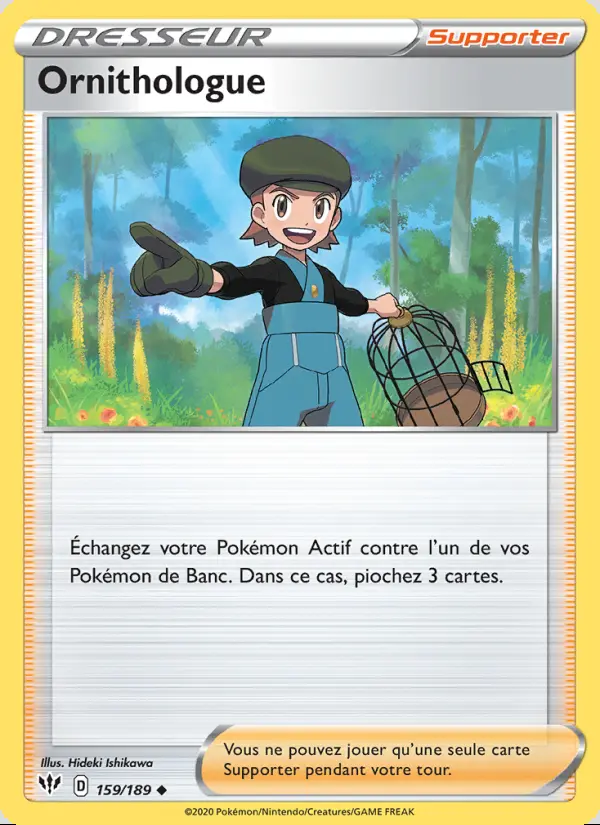 DRESSEUR
Supporter
Ornithologue
Échangez votre Pokémon Actif contre l'un de vos
Pokémon de Banc. Dans ce cas, piochez 3 cartes.
Illus. Hideki Ishikawa
Vous ne pouvez jouer qu'une seule carte
Supporter pendant votre tour.
D 159/189 ◆
©2020 Pokémon/Nintendo/Creatures/GAME FREAK